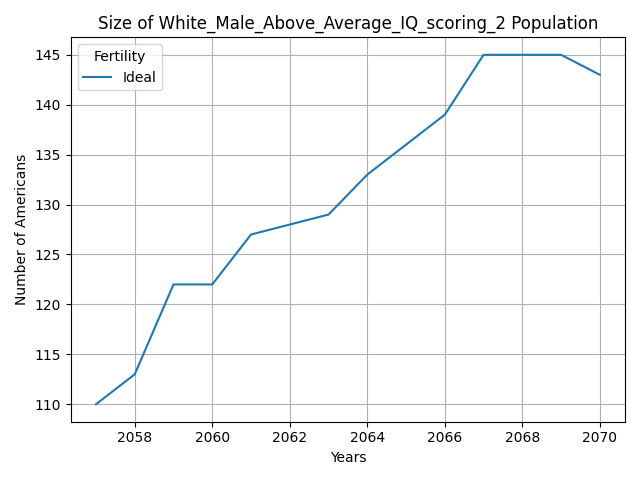 Size of White_Male_Above_Average_IQ_scoring_2 Population
Fertility
Ideal
145
140
135
130
125
120
115
110
Number of Americans
2058 2060 2062 2064 2066 2068 2070
Years